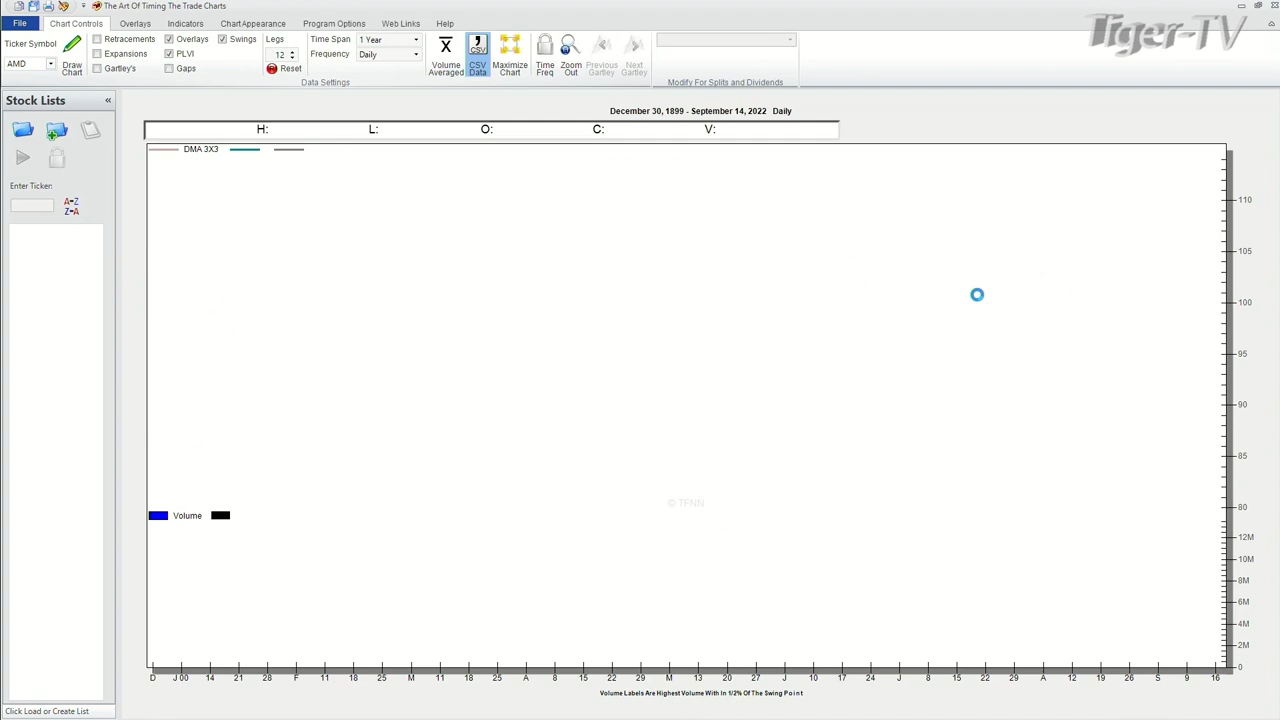 The Art Of Timing The Trade Charts
File Chart Controls Overlays Indicators Chart Appearance Program Options Web Links Help
Tiger-TV
Ticker Symbol
AMD
Draw Chart
Retracements Overlays Swings
Expansions PLVI
Gartley's Gaps
Legs
12
Reset
Time Span 1 Year
Frequency Daily
Data Settings
Volume Averaged
CSV
CSV Data
Maximize Chart
Time Freq
Zoom Out
Previous Gartley
Next Gartley
Modify For Splits and Dividends
Stock Lists «
Enter Ticker:
A-Z
Z-A
December 30, 1899 - September 14, 2022 Daily
H: L: O: C: V:
DMA 3X3
110
105
100
95
90
85
80
© TFNN
Volume
12M
10M
8M
6M
4M
2M
0
D J 00 14 21 28 F 11 18 25 M 11 18 25 A 8 15 22 29 M 13 20 27 J 10 17 24 J 8 15 22 29 A 12 19 26 S 9 16
Volume Labels Are Highest Volume With In 1/2% Of The Swing Point
Click Load or Create List